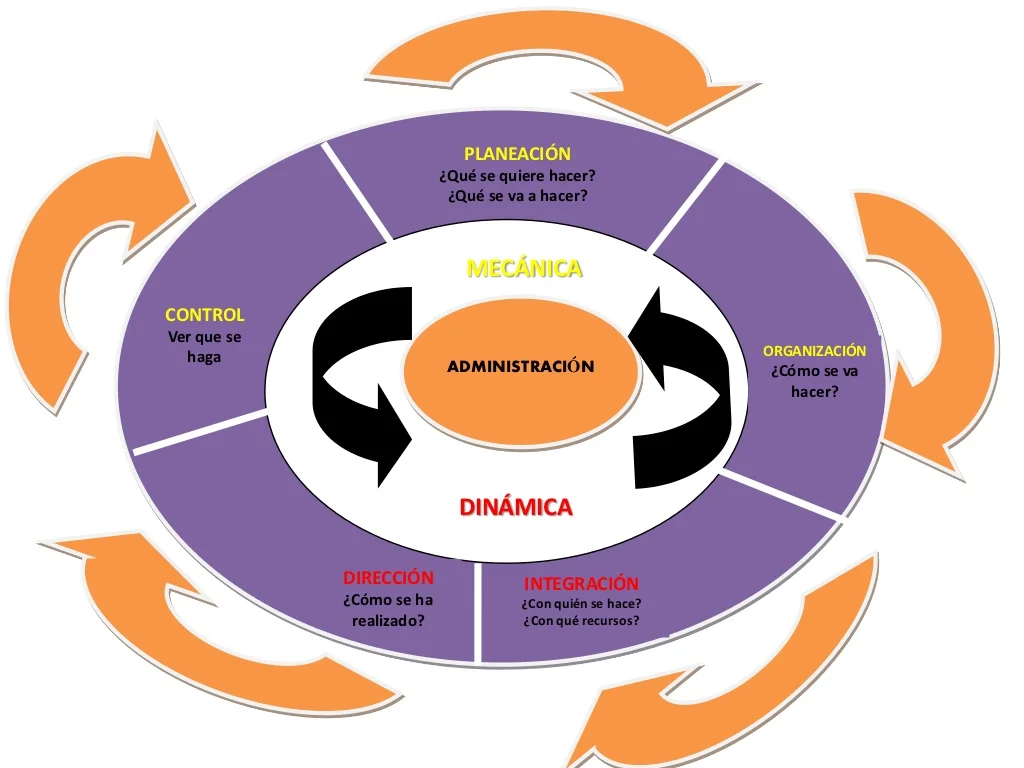 PLANEACIÓN
¿Qué se quiere hacer?
¿Qué se va a hacer?
MECÁNICA
CONTROL
Ver que se
haga
ADMINISTRACIÓN
ORGANIZACIÓN
¿Cómo se va
hacer?
DINÁMICA
DIRECCIÓN
¿Cómo se ha
realizado?
INTEGRACIÓN
¿Con quién se hace?
¿Con qué recursos?